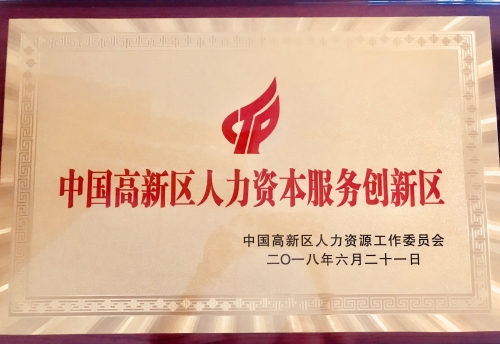 中国高新区人力资本服务创新区
中国高新区人力资源工作委员会
二〇一八年六月二十一日